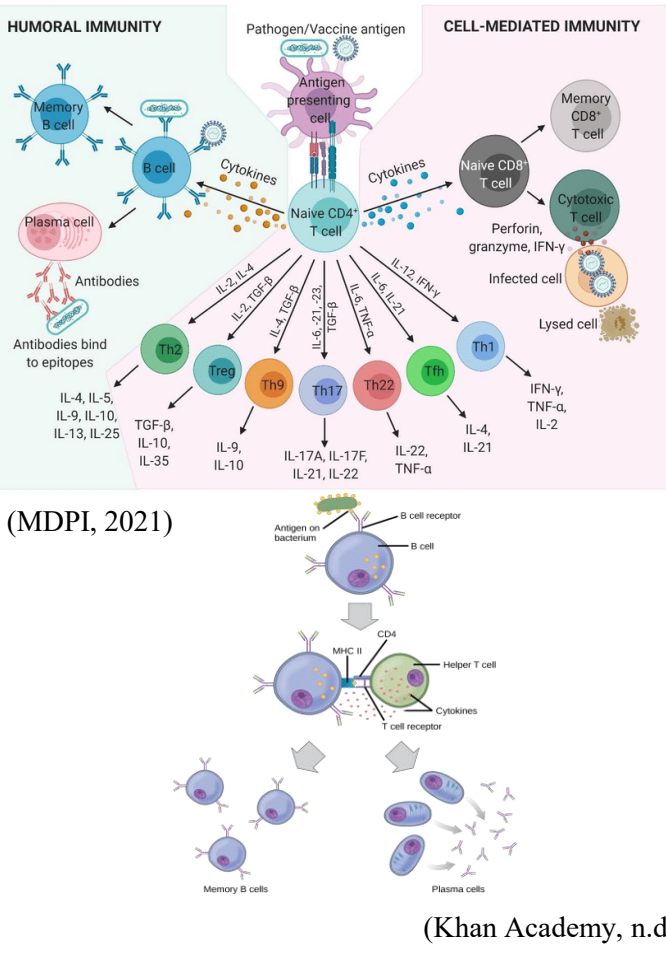 HUMORAL IMMUNITY
Pathogen/Vaccine antigen
CELL-MEDIATED IMMUNITY
Antigen
presenting
cell
Memory
B cell
B cell
Cytokines
Plasma cell
Antibodies
Antibodies bind
to epitopes
Naive CD4⁺
T cell
Cytokines
Naive CD8⁺
T cell
Memory
CD8⁺
T cell
Cytotoxic
T cell
Perforin,
granzyme, IFN-γ
Infected cell
Lysed cell
IL-2, IL-4
IL-2, TGF-β
IL-4, TGF-β
IL-6, -21, -23,
TGF-β
IL-6, TNF-α
IL-6, IL-21
IL-12, IFN-γ
Th2
Treg
Th9
Th17
Th22
Tfh
Th1
IL-4, IL-5,
IL-9, IL-10,
IL-13, IL-25
TGF-β,
IL-10,
IL-35
IL-9,
IL-10
IL-17A, IL-17F,
IL-21, IL-22
IL-22,
TNF-α
IL-4,
IL-21
IFN-γ,
TNF-α,
IL-2
(MDPI, 2021)
Antigen on
bacterium
B cell receptor
B cell
MHC II
CD4
Helper T cell
Cytokines
T cell receptor
Memory B cells
Plasma cells
(Khan Academy, n.d